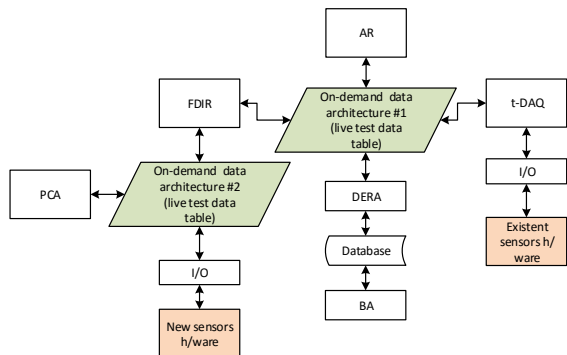 AR
FDIR
On-demand data
architecture #1
(live test data
table)
t-DAQ
PCA
On-demand data
architecture #2
(live test data
table)
DERA
I/O
Existent
sensors h/
ware
Database
I/O
BA
New sensors
h/ware